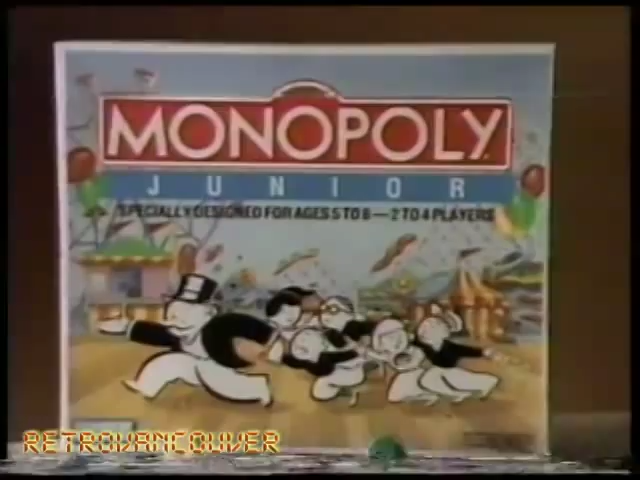 MONOPOLY
JUNIOR
SPECIALLY DESIGNED FOR AGES 5 TO 8 — 2 TO 4 PLAYERS
RETROVANCOUVER